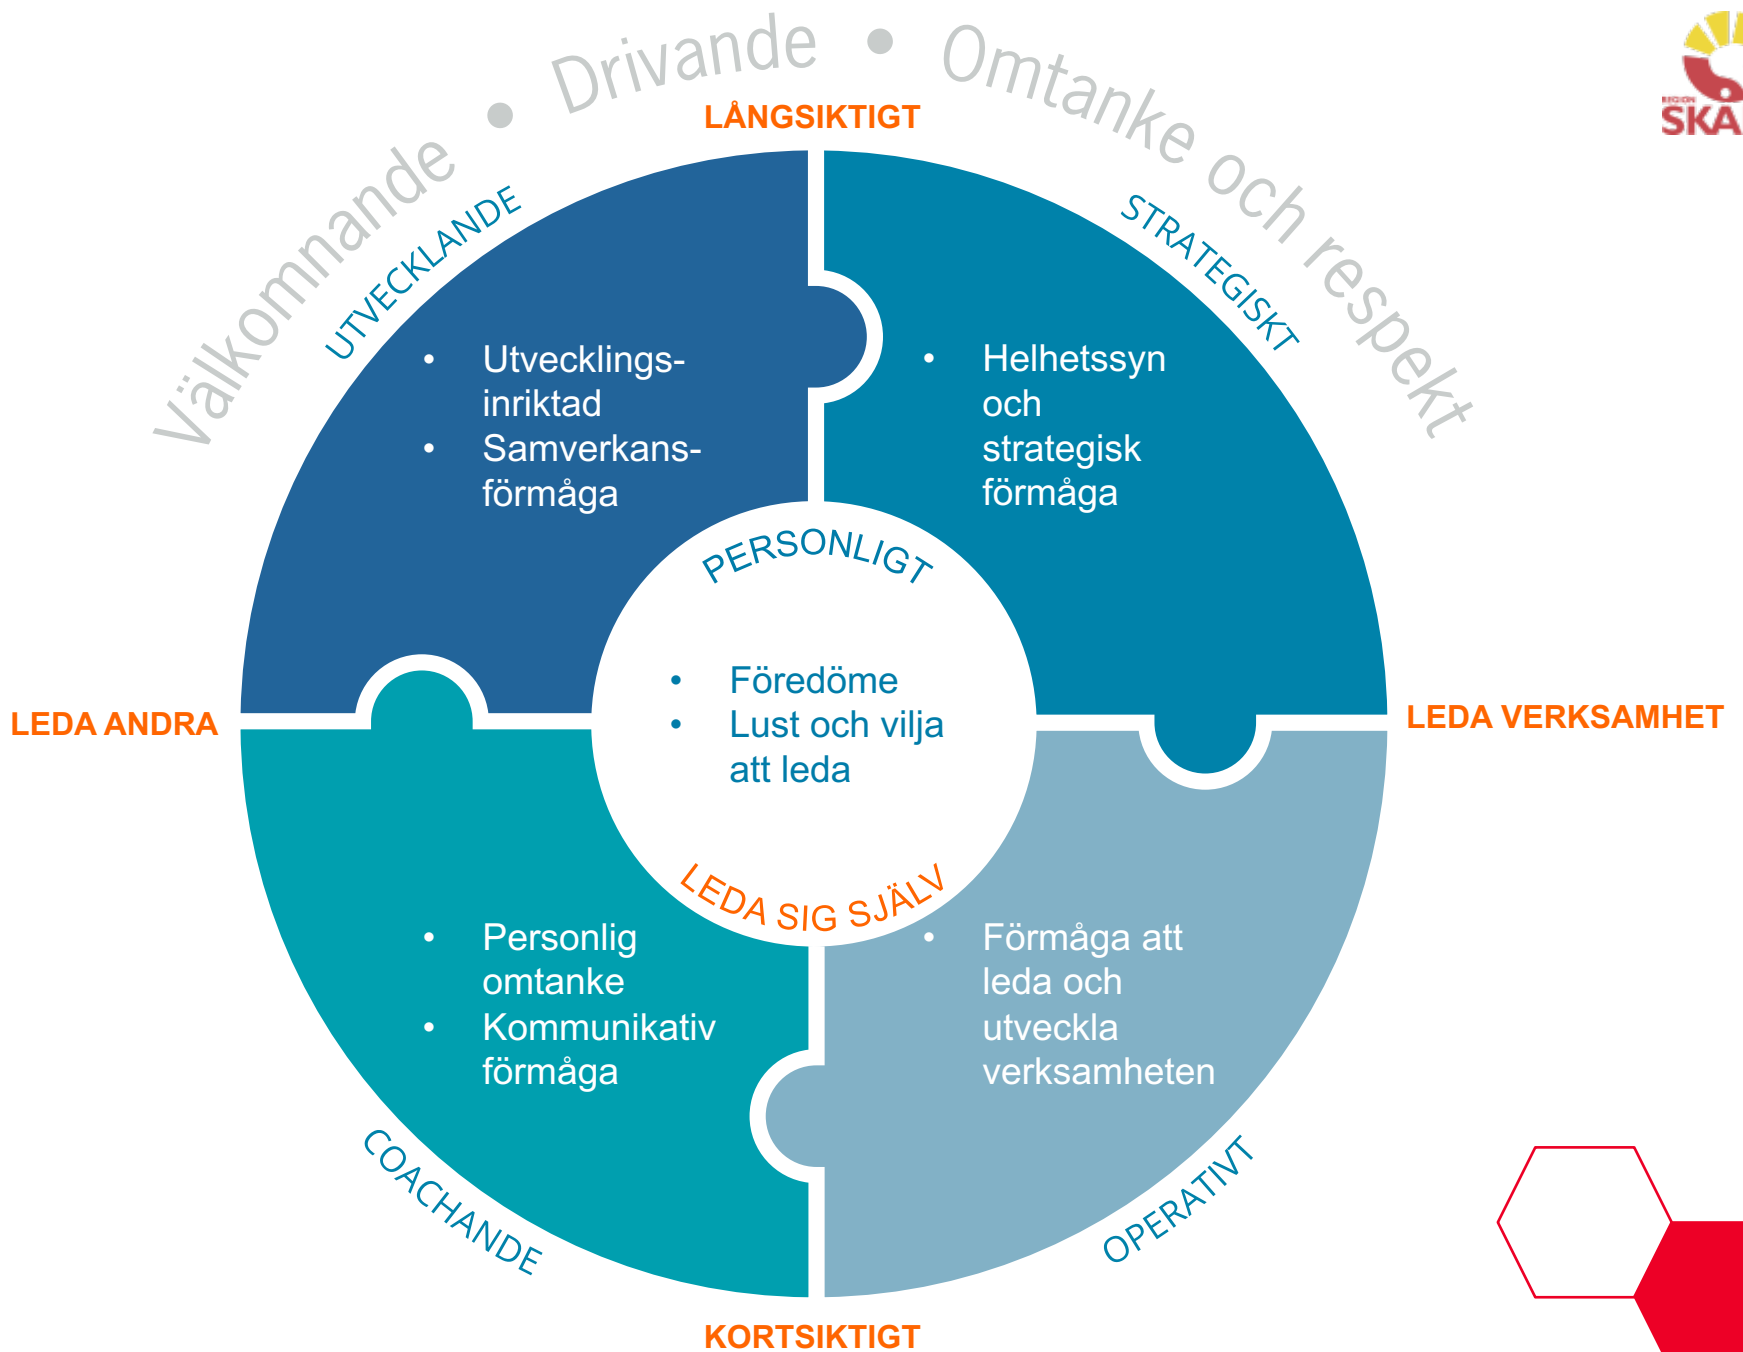 Välkommnande • Drivande • Omtanke och respekt
REGION
SKÅ
LÅNGSIKTIGT
UTVECKLANDE
STRATEGISKT
• Utvecklings-
inriktad
• Samverkans-
förmåga
• Helhetssyn
och
strategisk
förmåga
PERSONLIGT
• Föredöme
• Lust och vilja
att leda
LEDA SIG SJÄLV
LEDA ANDRA
LEDA VERKSAMHET
• Personlig
omtanke
• Kommunikativ
förmåga
• Förmåga att
leda och
utveckla
verksamheten
COACHANDE
OPERATIVT
KORTSIKTIGT